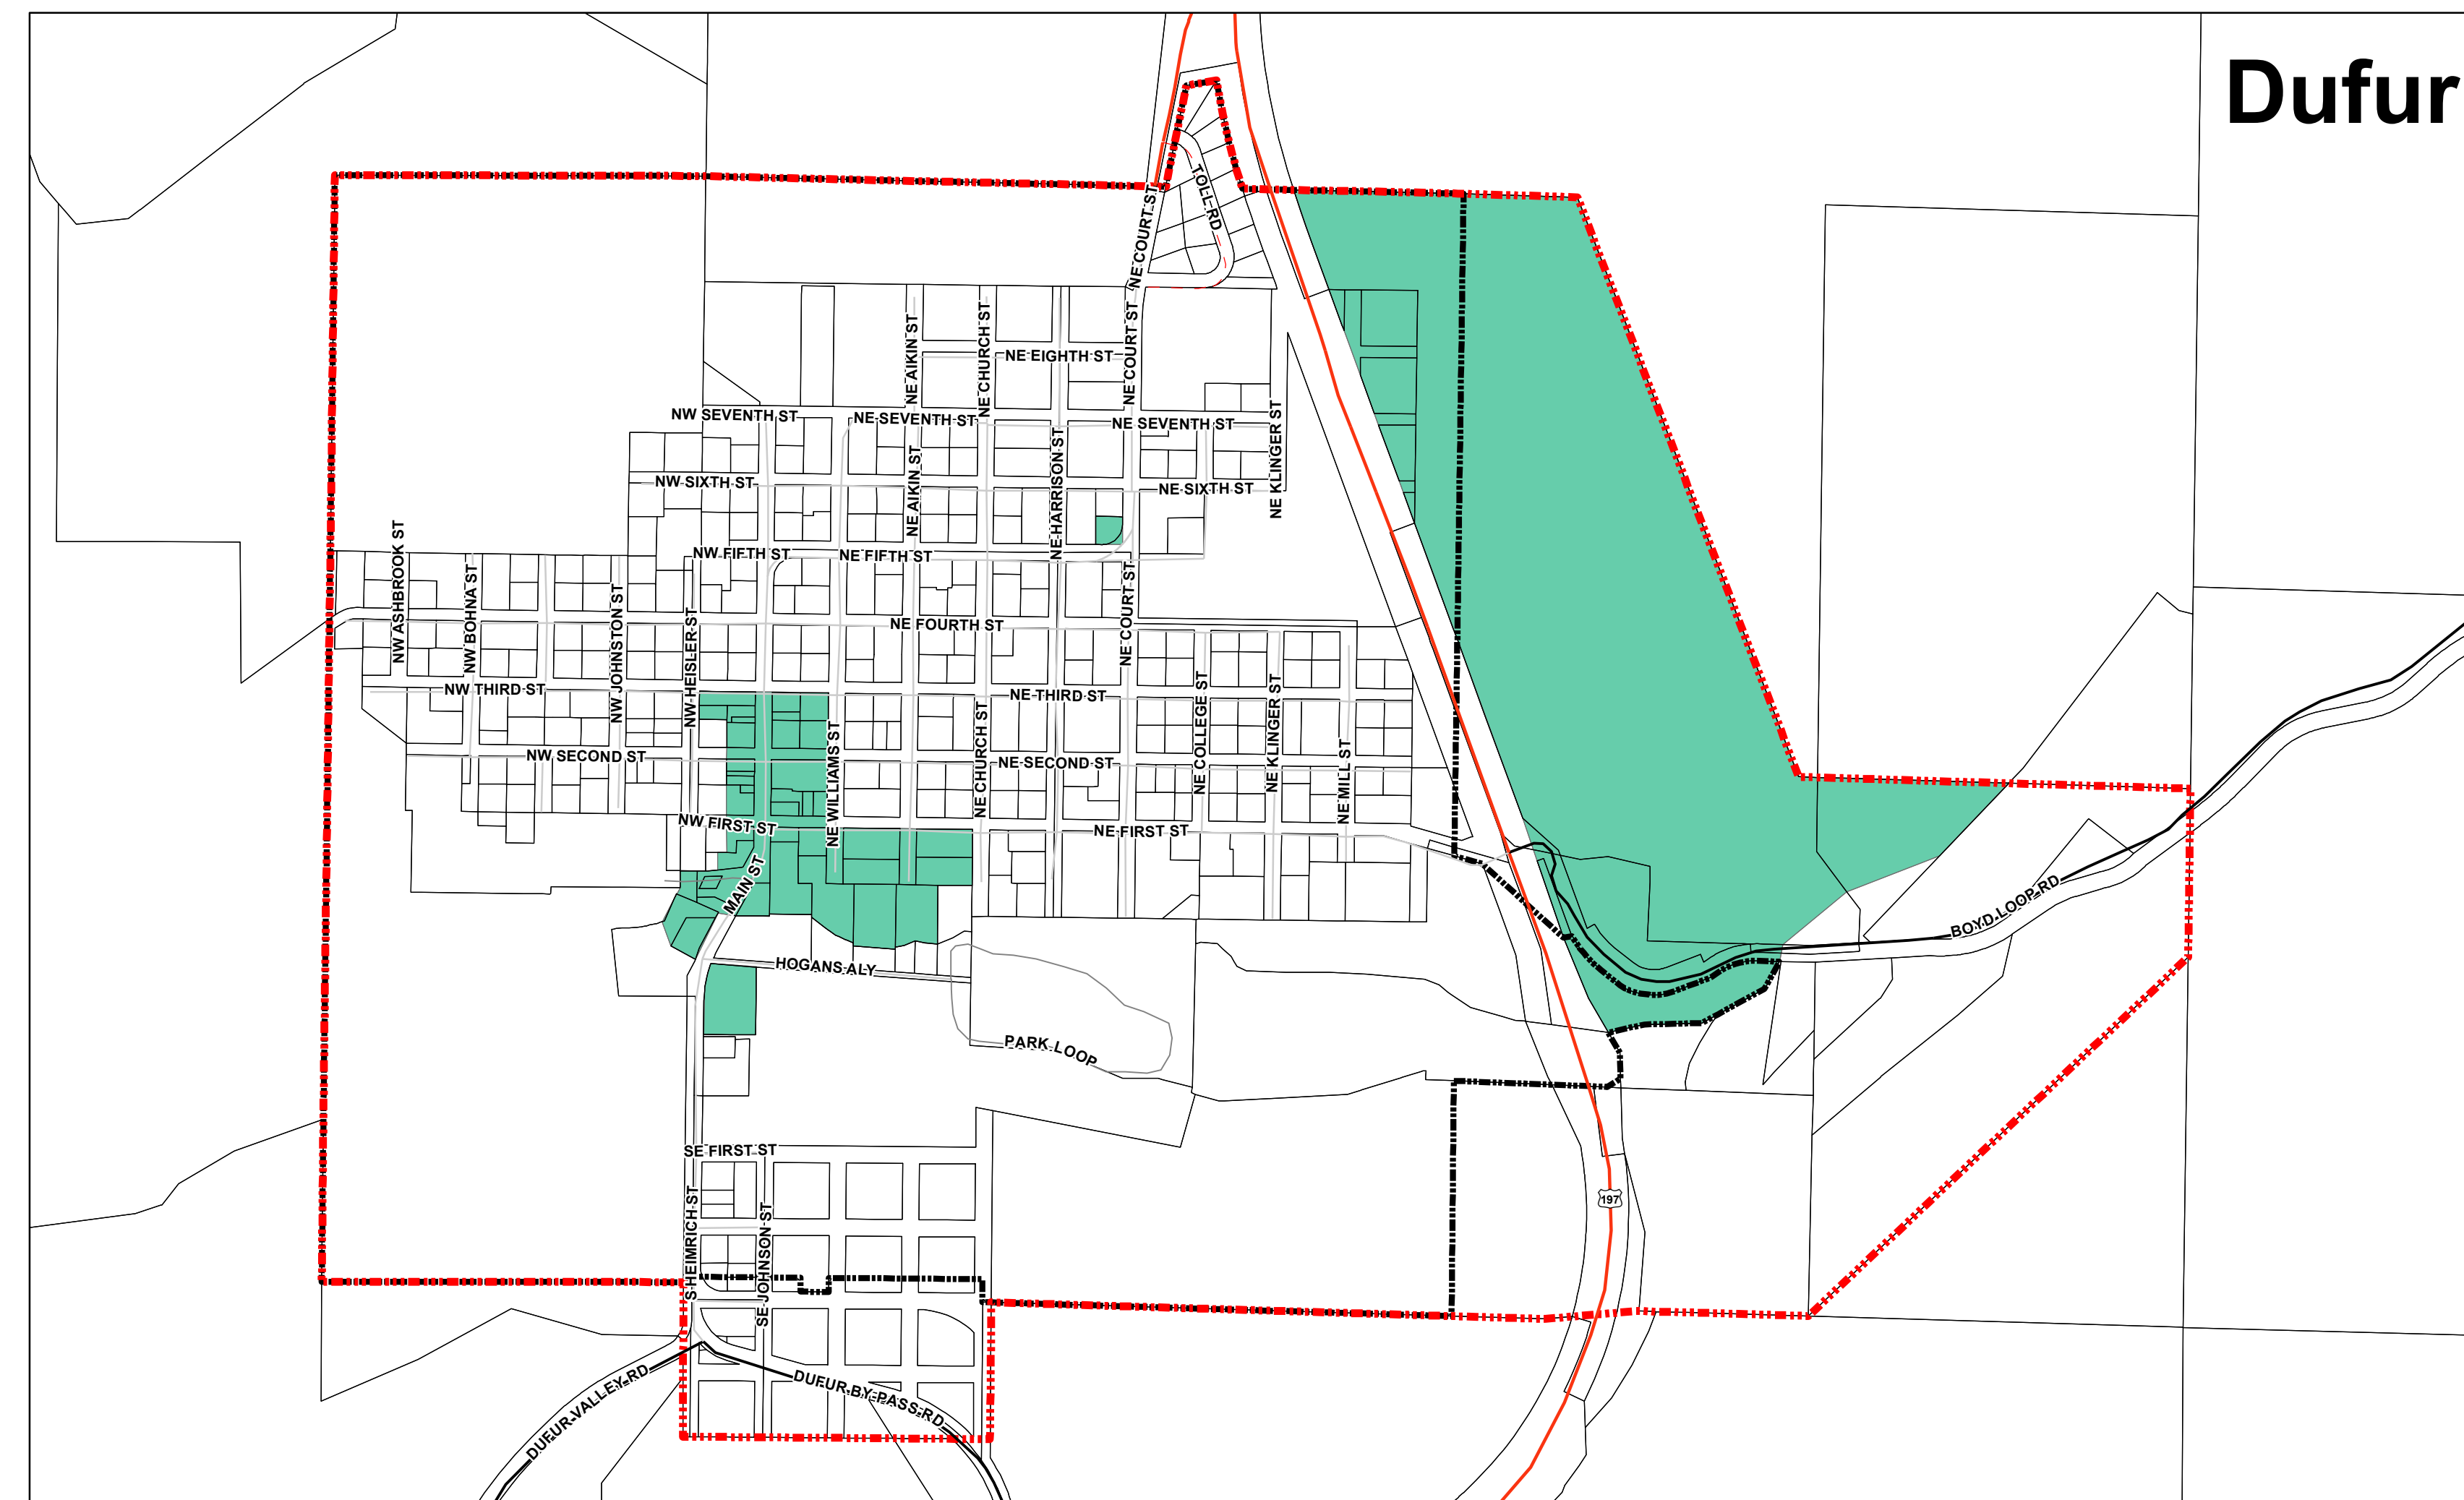 Dufur
TOLL RD
NE COURT ST
NE AIKIN ST
NE CHURCH ST
NE COURT ST
NE EIGHTH ST
NW SEVENTH ST
NE SEVENTH ST
NE SEVENTH ST
NE KLINGER ST
NE HARRISON ST
NE AIKIN ST
NW SIXTH ST
NE SIXTH ST
NW ASHBROOK ST
NW BOHNA ST
NW JOHNSTON ST
NW HEISLER ST
NW FIFTH ST
NE FIFTH ST
NE COURT ST
NE FOURTH ST
NW THIRD ST
NE THIRD ST
NE COLLEGE ST
NE KLINGER ST
NE MILL ST
NE CHURCH ST
NE WILLIAMS ST
NW SECOND ST
NE SECOND ST
NW FIRST ST
NE FIRST ST
MAIN ST
BOYD LOOP RD
HOGANS ALY
PARK LOOP
SE FIRST ST
S HEIMRICH ST
SE JOHNSON ST
197
DUFUR VALLEY RD
DUFUR BY PASS RD